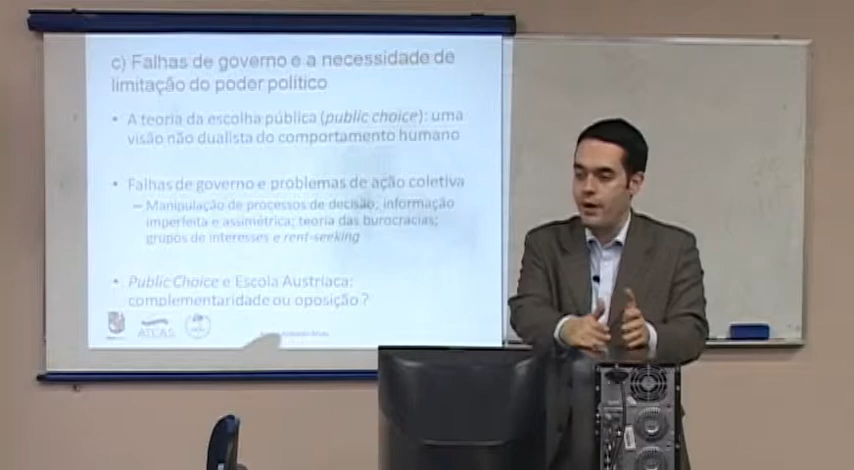 c) Falhas de governo e a necessidade de
limitação do poder político
• A teoria da escolha pública (public choice): uma
visão não dualista do comportamento humano
• Falhas de governo e problemas de ação coletiva
– Manipulação de processos de decisão, informação
imperfeita e assimétrica; teoria das burocracias;
grupos de interesses e rent-seeking
• Public Choice e Escola Austríaca:
complementaridade ou oposição ?
ATLAS